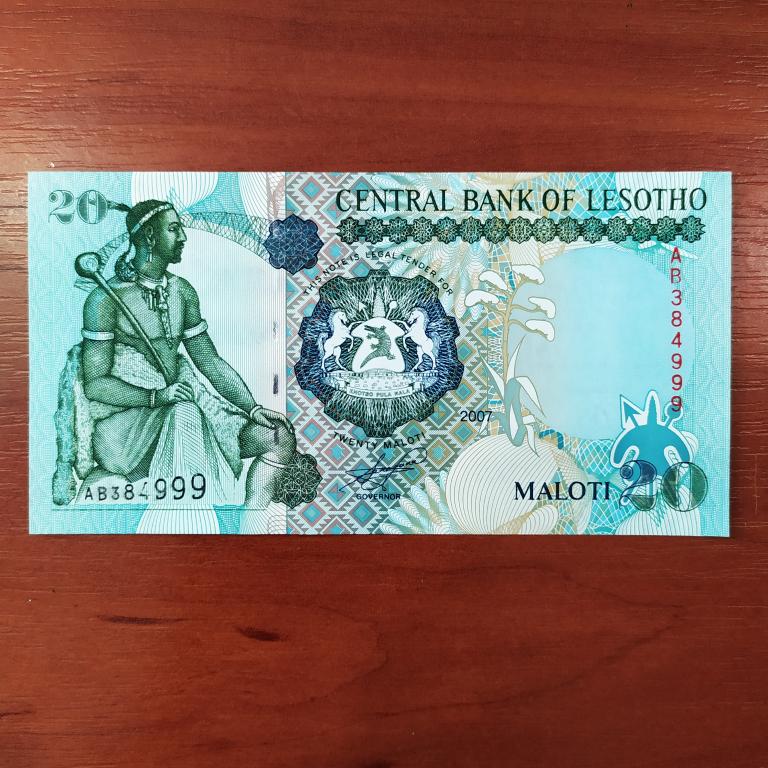 20
CENTRAL BANK OF LESOTHO
THIS NOTE IS LEGAL TENDER FOR
AB384999
KHOTSO PULA NALA
2007
TWENTY MALOTI
GOVERNOR
AB384999
MALOTI 20